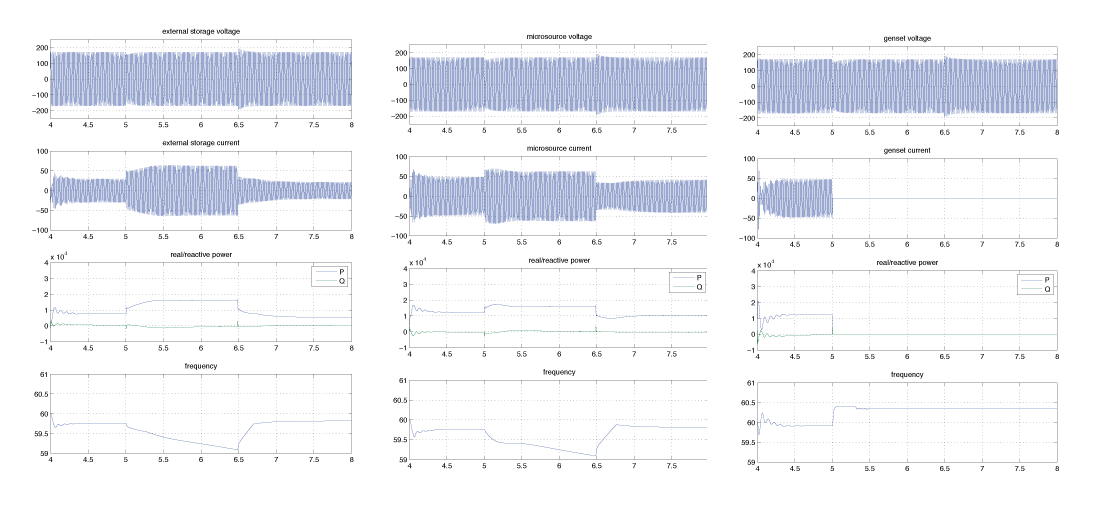 external storage voltage
200
100
0
−100
−200
4 4.5 5 5.5 6 6.5 7 7.5 8
external storage current
100
50
0
−50
−100
4 4.5 5 5.5 6 6.5 7 7.5 8
real/reactive power
x 10⁴
4
3
2
1
0
−1
P
Q
4 4.5 5 5.5 6 6.5 7 7.5 8
frequency
61
60.5
60
59.5
59
4 4.5 5 5.5 6 6.5 7 7.5 8
microsource voltage
200
100
0
−100
−200
4 4.5 5 5.5 6 6.5 7 7.5
microsource current
100
50
0
−50
−100
4 4.5 5 5.5 6 6.5 7 7.5
real/reactive power
x 10⁴
4
3
2
1
0
−1
P
Q
4 4.5 5 5.5 6 6.5 7 7.5
frequency
61
60.5
60
59.5
59
4 4.5 5 5.5 6 6.5 7 7.5
genset voltage
200
100
0
−100
−200
4 4.5 5 5.5 6 6.5 7 7.5 8
genset current
100
50
0
−50
−100
4 4.5 5 5.5 6 6.5 7 7.5 8
real/reactive power
x 10⁴
4
3
2
1
0
−1
P
Q
4 4.5 5 5.5 6 6.5 7 7.5 8
frequency
61
60.5
60
59.5
59
4 4.5 5 5.5 6 6.5 7 7.5 8